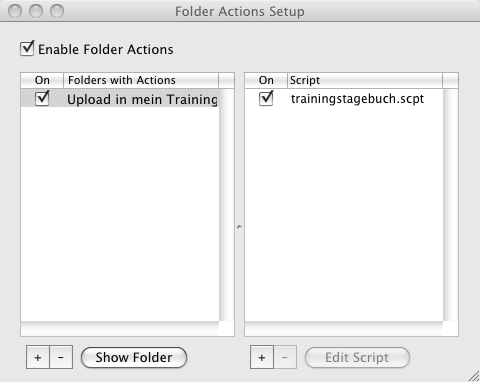 Folder Actions Setup
Enable Folder Actions
On Folders with Actions
Upload in mein Training
On Script
trainingstagebuch.scpt
+ - Show Folder
+ - Edit Script